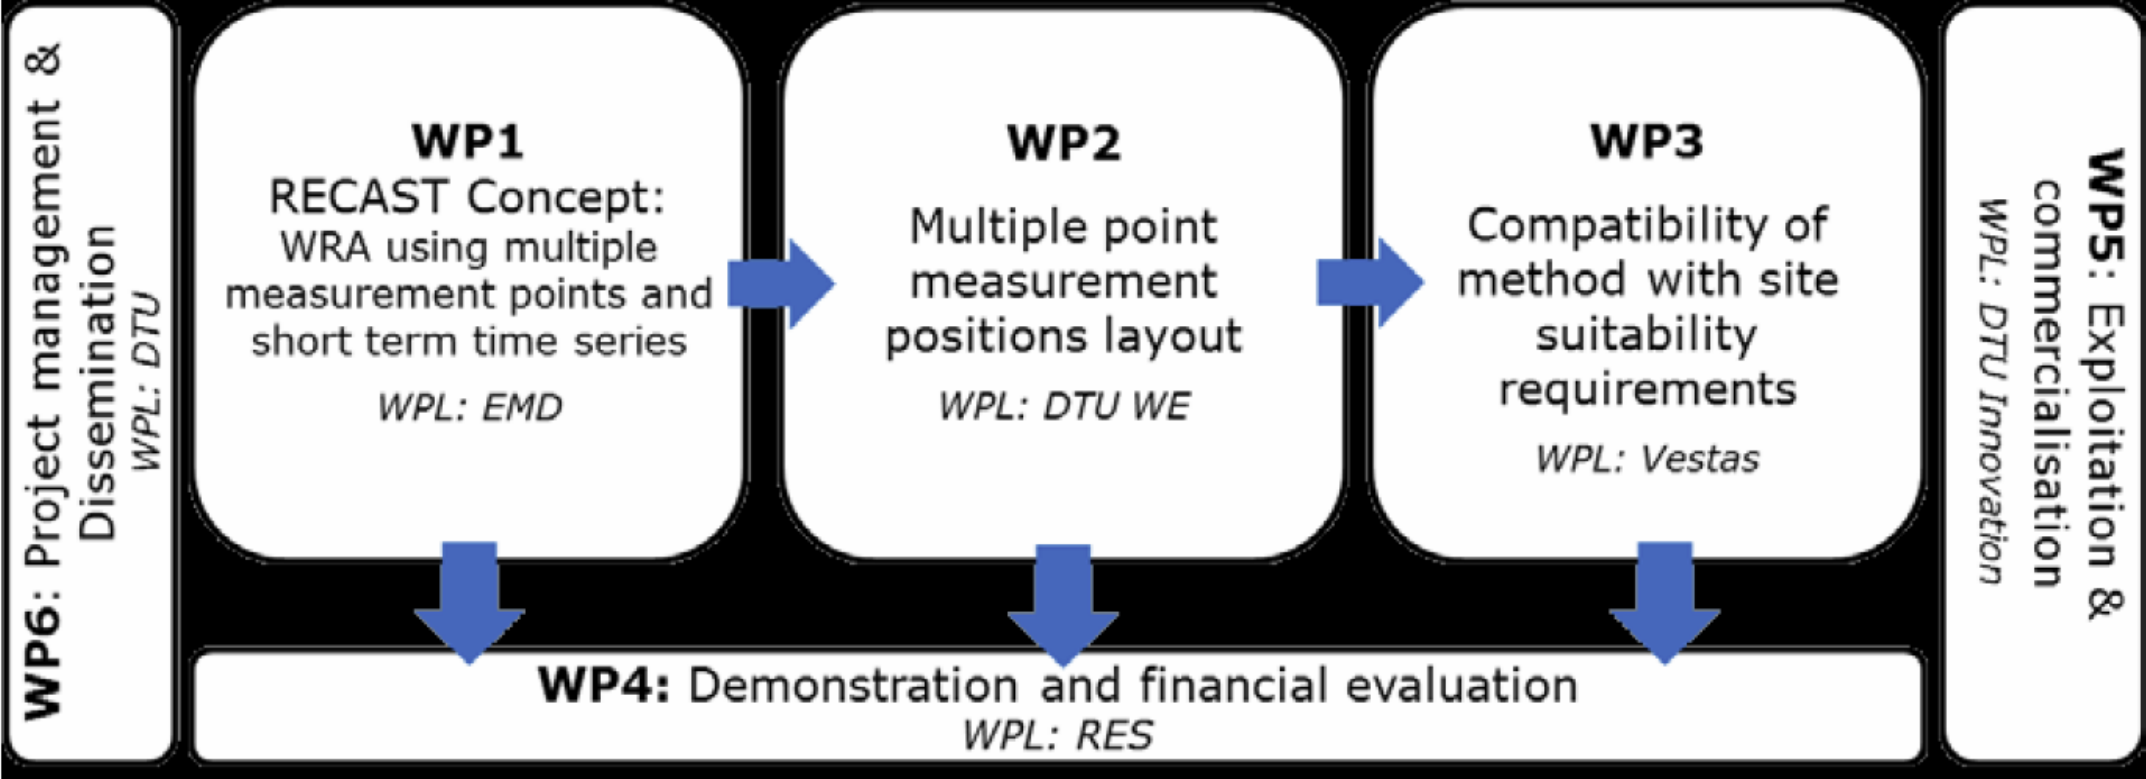 WP6: Project management &
Dissemination
WPL: DTU
WP1
RECAST Concept:
WRA using multiple
measurement points and
short term time series
WPL: EMD
WP2
Multiple point
measurement
positions layout
WPL: DTU WE
WP3
Compatibility of
method with site
suitability
requirements
WPL: Vestas
WP4: Demonstration and financial evaluation
WPL: RES
WP5: Exploitation &
commercialisation
WPL: DTU Innovation